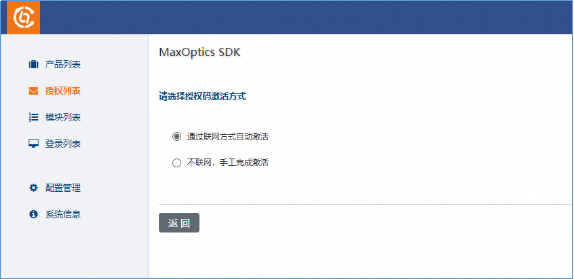 MaxOptics SDK
产品列表
授权列表
模块列表
登录列表
配置管理
系统信息
请选择授权码激活方式
通过联网方式自动激活
不联网，手工完成激活
返 回